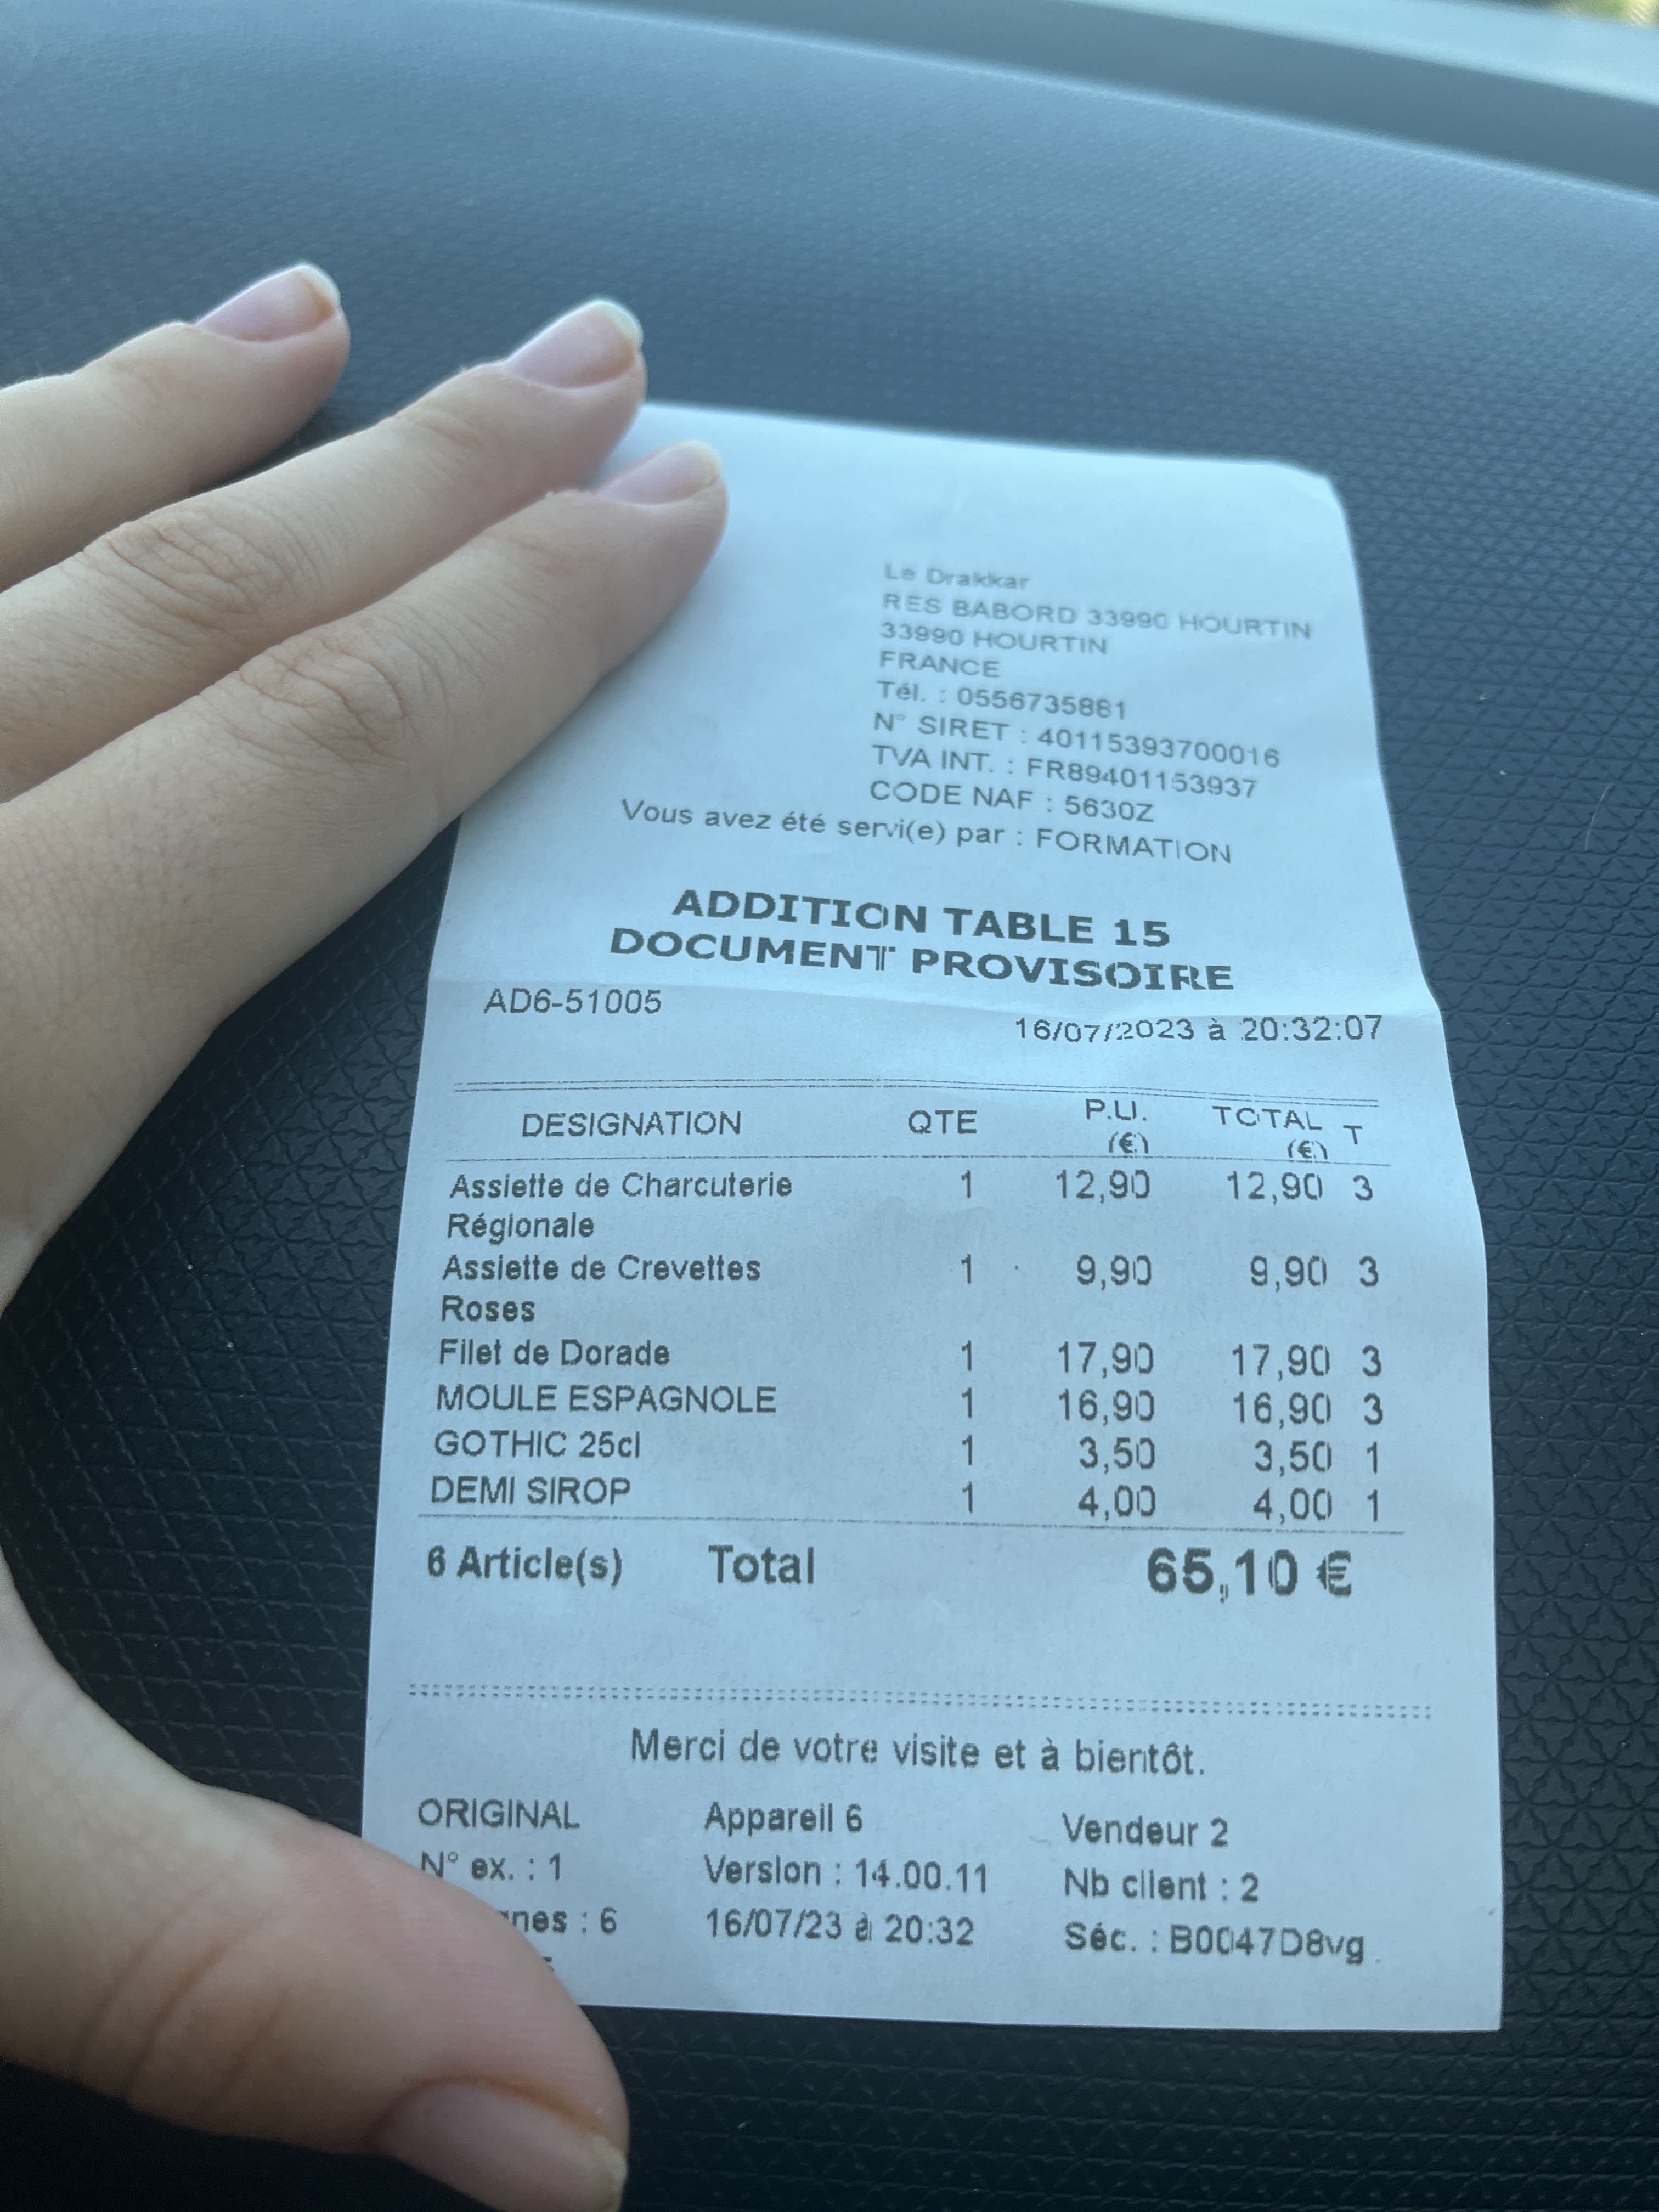 Le Drakkar
RES BABORD 33990 HOURTIN
33990 HOURTIN
FRANCE
Tél. : 0556735881
N° SIRET : 40115393700016
TVA INT. : FR89401153937
CODE NAF : 5630Z
Vous avez été servi(e) par : FORMATION
ADDITION TABLE 15
DOCUMENT PROVISOIRE
AD6-51005
16/07/2023 à 20:32:07
DESIGNATION QTE P.U. (€) TOTAL (€) T
Assiette de Charcuterie 1 12,90 12,90 3
Régionale
Assiette de Crevettes 1 9,90 9,90 3
Roses
Filet de Dorade 1 17,90 17,90 3
MOULE ESPAGNOLE 1 16,90 16,90 3
GOTHIC 25cl 1 3,50 3,50 1
DEMI SIROP 1 4,00 4,00 1
6 Article(s) Total 65,10 €
Merci de votre visite et à bientôt.
ORIGINAL Appareil 6 Vendeur 2
N° ex. : 1 Version : 14.00.11 Nb client : 2
nes : 6 16/07/23 à 20:32 Séc. : B0047D8vg